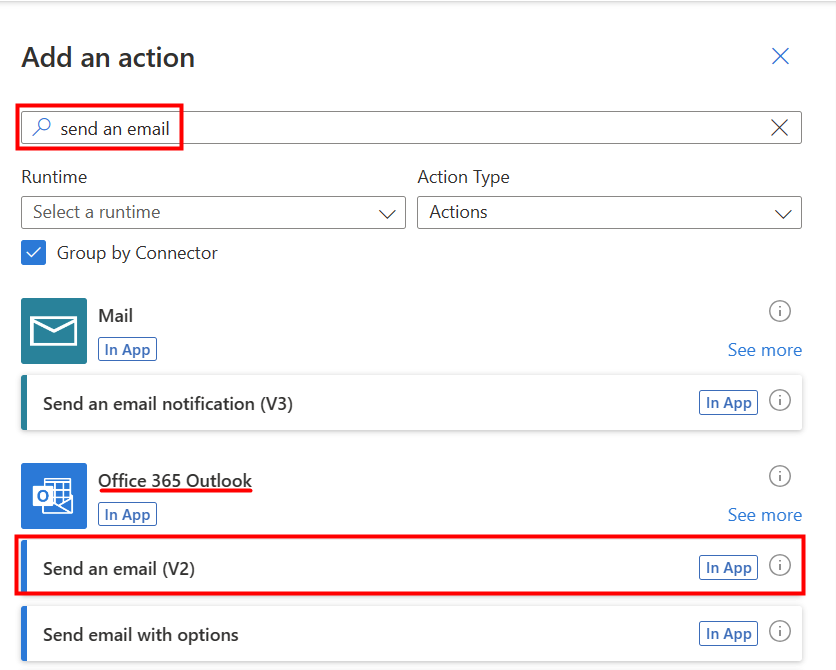 Add an action
send an email
Runtime
Action Type
Select a runtime
Actions
Group by Connector
Mail
In App
See more
Send an email notification (V3)
In App
Office 365 Outlook
In App
See more
Send an email (V2)
In App
Send email with options
In App